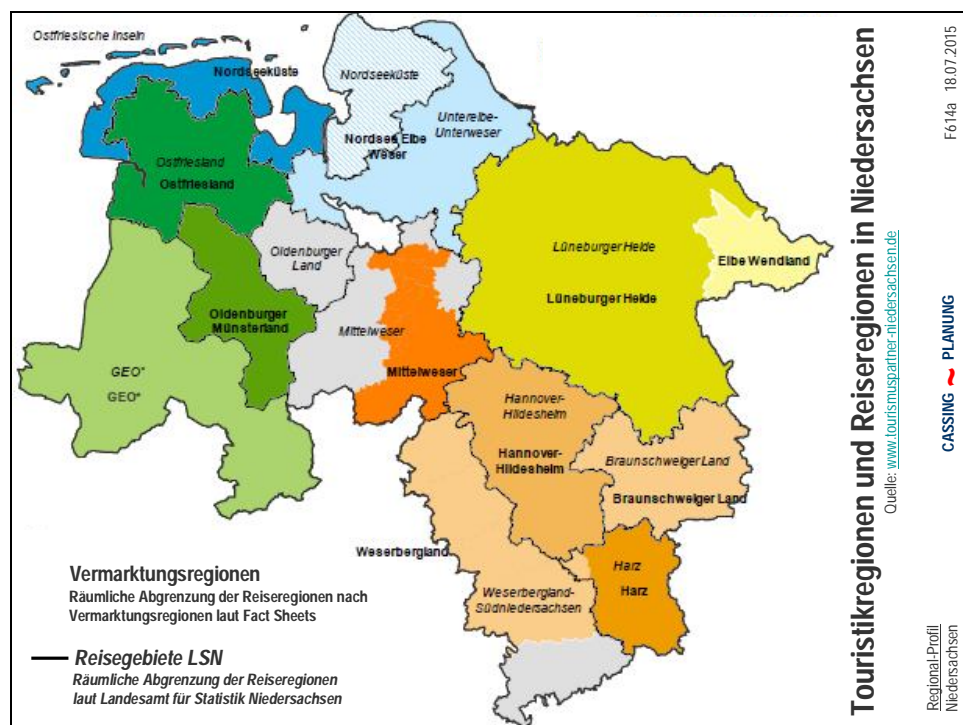 Ostfriesische Inseln
Nordseeküste
Nordseeküste
Unterelbe-
Unterweser
Nordsee Elbe
Weser
Ostfriesland
Ostfriesland
Oldenburger
Land
Lüneburger Heide
Elbe Wendland
Lüneburger Heide
Oldenburger
Münsterland
Mittelweser
Mittelweser
GEO*
GEO*
Hannover-
Hildesheim
Hannover-
Hildesheim
Braunschweiger Land
Braunschweiger Land
Weserbergland
Harz
Harz
Weserbergland-
Südniedersachsen
Vermarktungsregionen
Räumliche Abgrenzung der Reiseregionen nach
Vermarktungsregionen laut Fact Sheets
Reisegebiete LSN
Räumliche Abgrenzung der Reiseregionen
laut Landesamt für Statistik Niedersachsen
Touristikregionen und Reiseregionen in Niedersachsen
Quelle: www.tourismuspartner-niedersachsen.de
F614a 18.07.2015
CASSING ~ PLANUNG
Regional-Profil
Niedersachsen